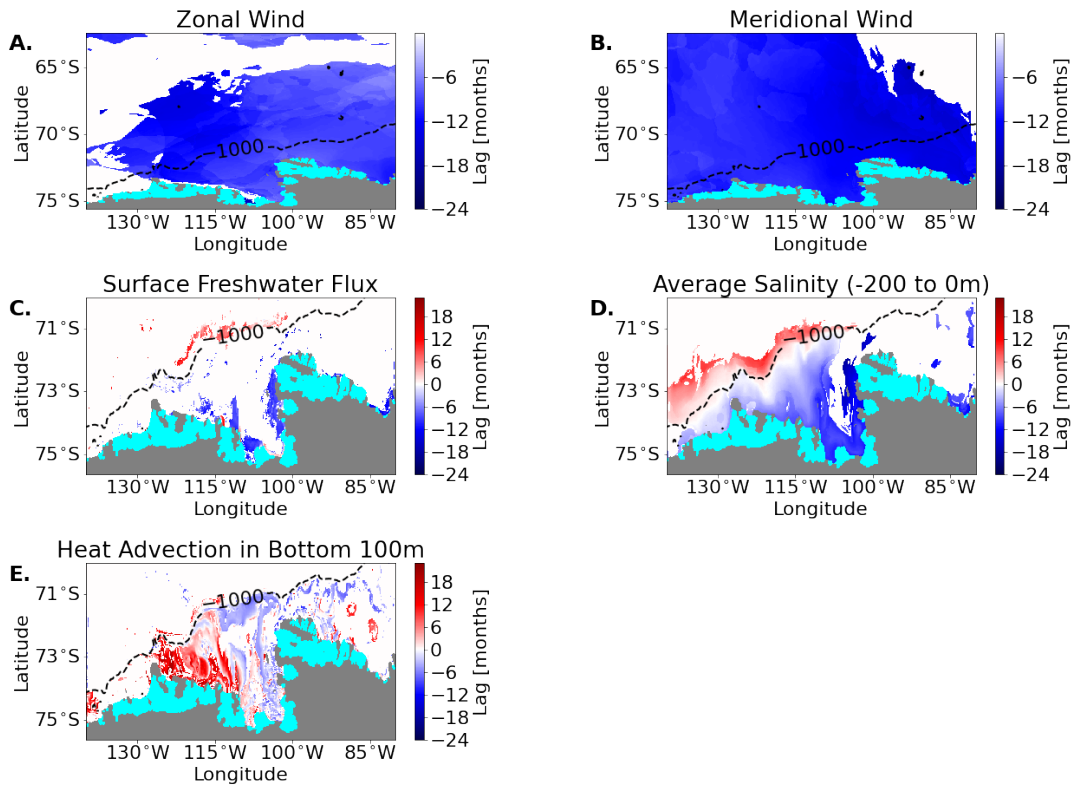 Zonal Wind
A.
65°S
70°S
75°S
Latitude
−1000
130°W 115°W 100°W 85°W
Longitude
−6
−12
−18
−24
Lag [months]
Meridional Wind
B.
65°S
70°S
75°S
Latitude
−1000
130°W 115°W 100°W 85°W
Longitude
−6
−12
−18
−24
Lag [months]
Surface Freshwater Flux
C.
71°S
73°S
75°S
Latitude
−1000
130°W 115°W 100°W 85°W
Longitude
18
12
6
0
−6
−12
−18
−24
Lag [months]
Average Salinity (-200 to 0m)
D.
71°S
73°S
75°S
Latitude
−1000
130°W 115°W 100°W 85°W
Longitude
18
12
6
0
−6
−12
−18
−24
Lag [months]
Heat Advection in Bottom 100m
E.
71°S
73°S
75°S
Latitude
−1000
130°W 115°W 100°W 85°W
Longitude
18
12
6
0
−6
−12
−18
−24
Lag [months]